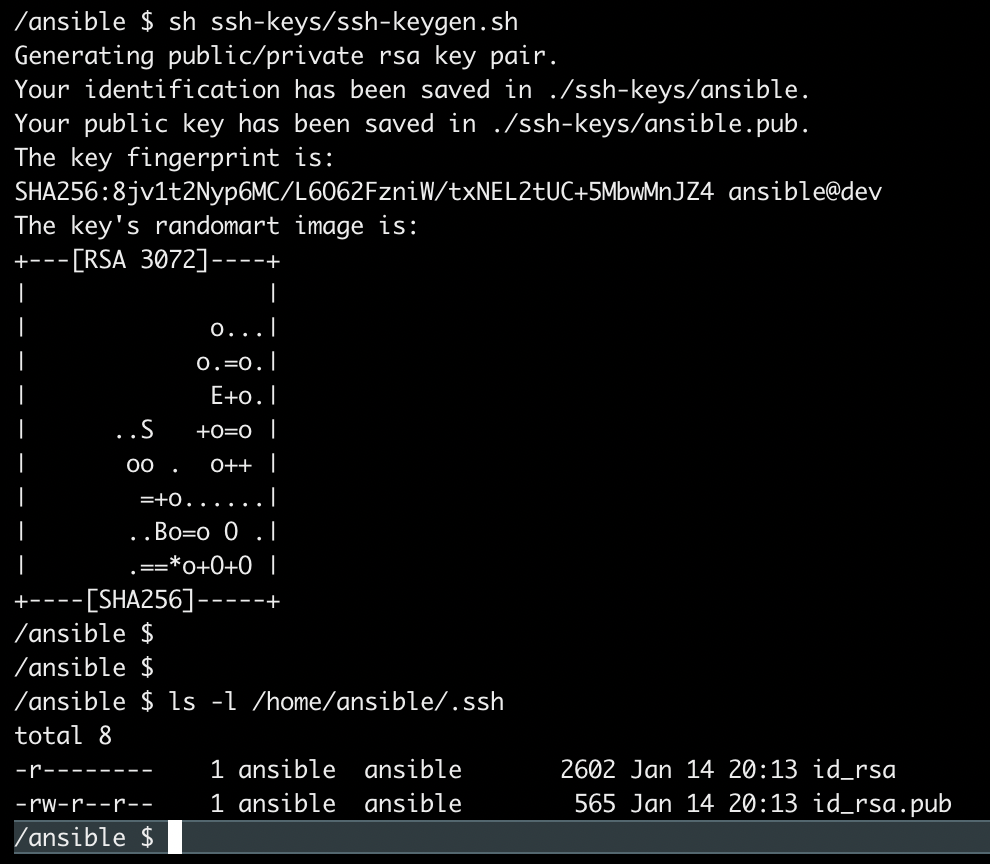 /ansible $ sh ssh-keys/ssh-keygen.sh
Generating public/private rsa key pair.
Your identification has been saved in ./ssh-keys/ansible.
Your public key has been saved in ./ssh-keys/ansible.pub.
The key fingerprint is:
SHA256:8jv1t2Nyp6MC/L6O62FzniW/txNEL2tUC+5MbwMnJZ4 ansible@dev
The key's randomart image is:
+---[RSA 3072]----+
|                 |
|             o...|
|            o.=o.|
|             E+o.|
|      ..S   +o=o |
|       oo .  o++ |
|        =+o......|
|       ..Bo=o O .|
|       .==*o+O+O |
+----[SHA256]-----+
/ansible $
/ansible $
/ansible $ ls -l /home/ansible/.ssh
total 8
-r--------    1 ansible  ansible       2602 Jan 14 20:13 id_rsa
-rw-r--r--    1 ansible  ansible        565 Jan 14 20:13 id_rsa.pub
/ansible $